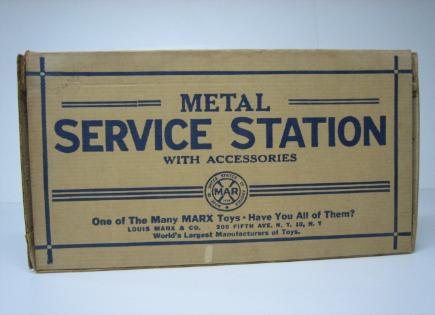 METAL
SERVICE STATION
WITH ACCESSORIES
MAR
One of The Many MARX Toys • Have You All of Them?
LOUIS MARX & CO. 200 FIFTH AVE, N. Y. 10, N. Y
World's Largest Manufacturers of Toys.